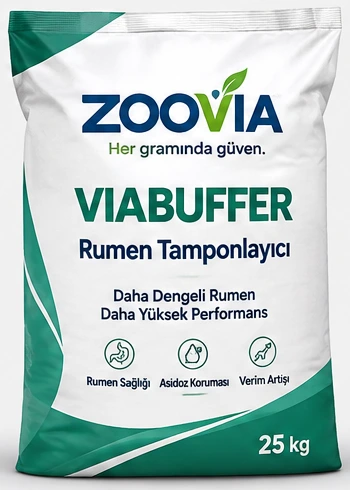 ZOOVIA
Her gramında güven.
VIABUFFER
Rumen Tamponlayıcı
Daha Dengeli Rumen
Daha Yüksek Performans
Rumen Sağlığı Asidoz Koruması Verim Artişı
25 kg